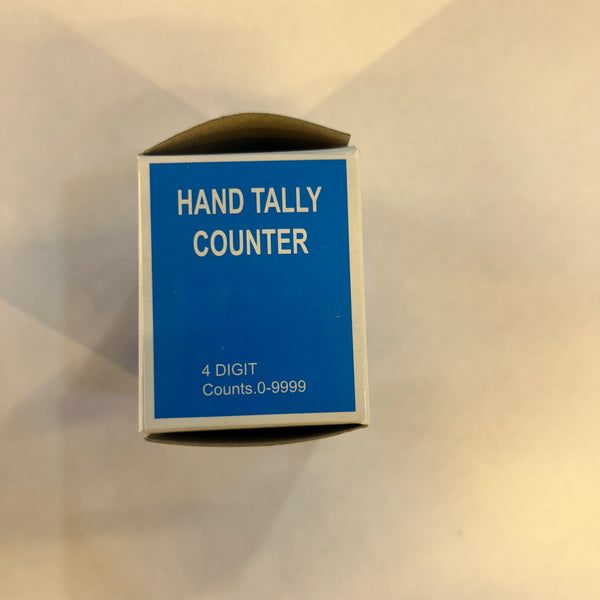 HAND TALLY
COUNTER
4 DIGIT
Counts.0-9999